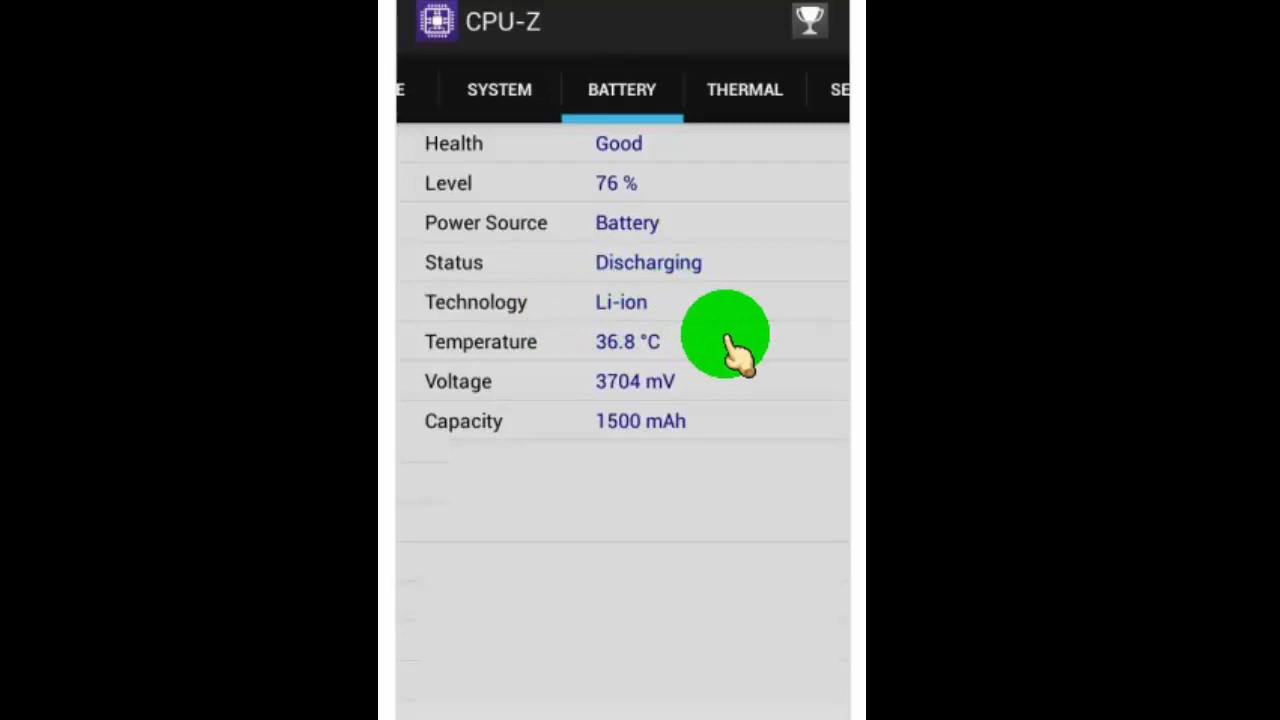 CPU-Z
E SYSTEM BATTERY THERMAL SE
Health Good
Level 76 %
Power Source Battery
Status Discharging
Technology Li-ion
Temperature 36.8 °C
Voltage 3704 mV
Capacity 1500 mAh